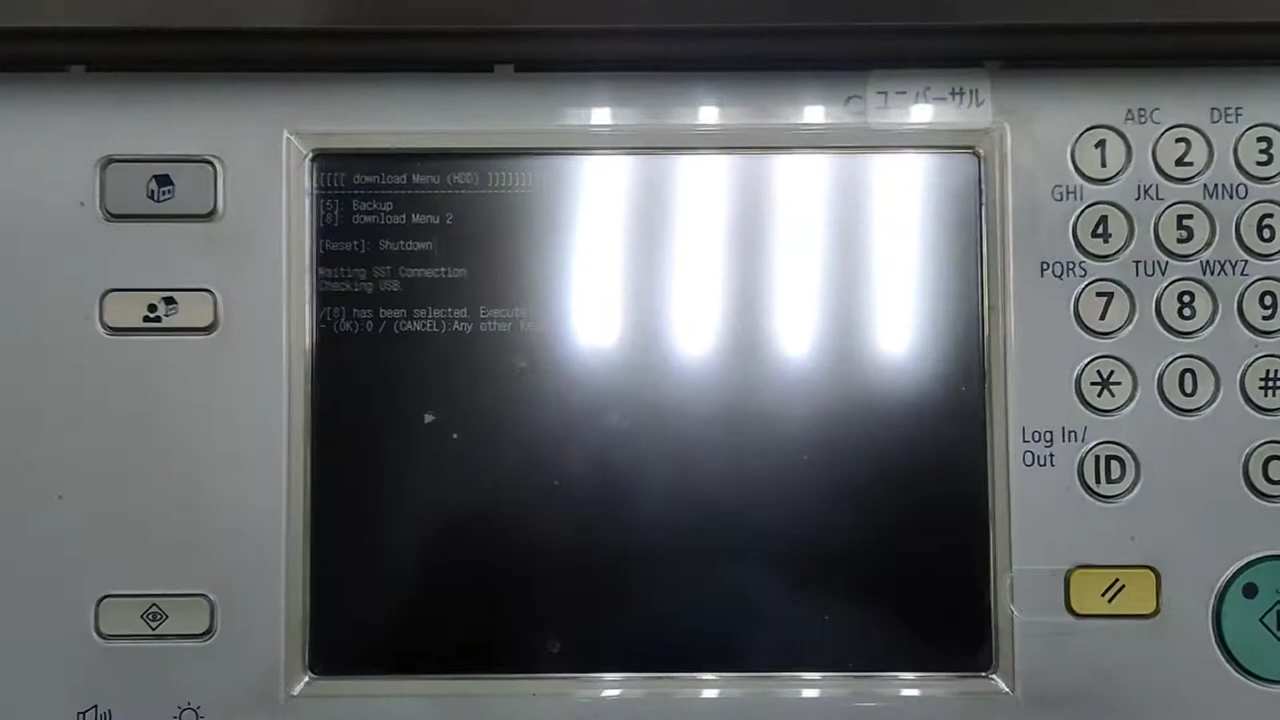 ユニバーサル
[[[[[ download Menu (HDD) ]]]]]]]
[5]: Backup
[8]: download Menu 2
[Reset]: Shutdown
Waiting SST Connection
Checking USB.
/[8] has been selected. Execute
- (OK):0 / (CANCEL):Any other
ABC DEF
1 2 3
GHI JKL MNO
4 5 6
PQRS TUV WXYZ
7 8 9
* 0 #
Log In/
Out
ID C